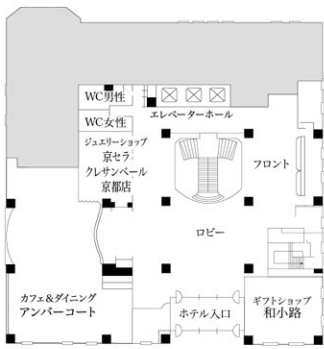 WC男性
エレベーターホール
WC女性
ジュエリーショップ
京セラ
クレサンベール
京都店
フロント
ロビー
カフェ&ダイニング
アンバーコート
ホテル入口
ギフトショップ
和小路